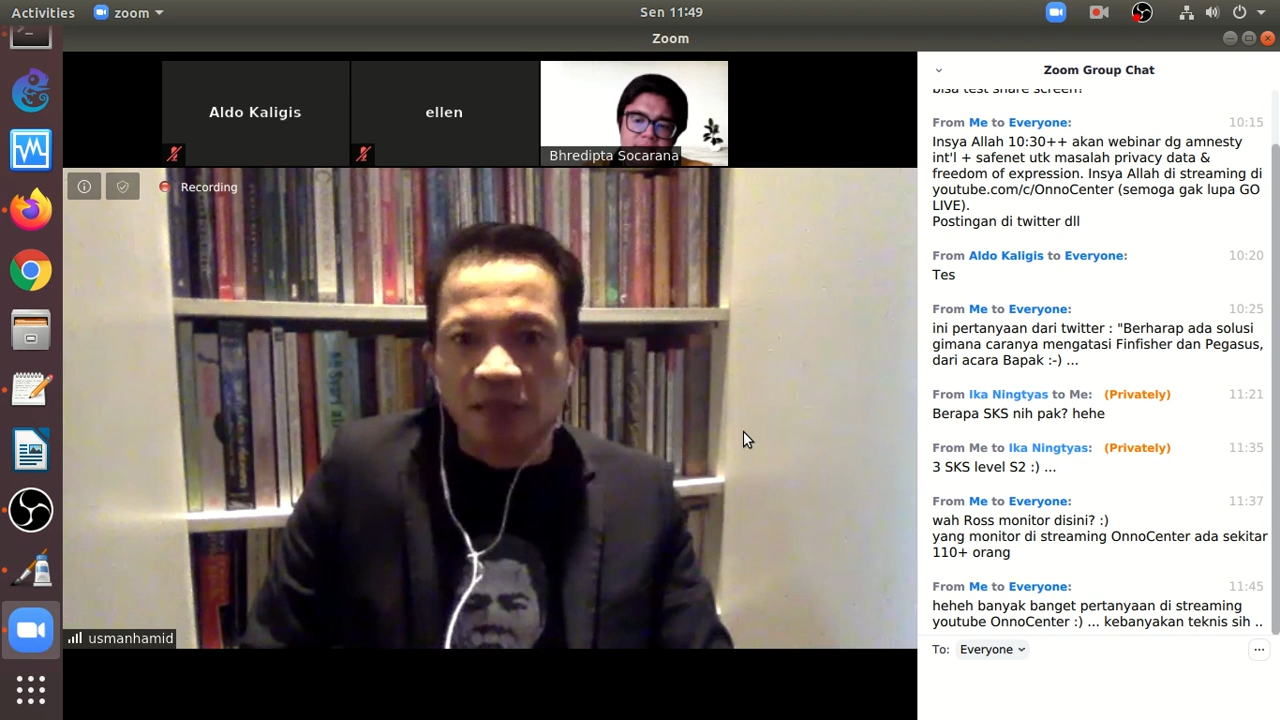 Activities
zoom
Sen 11:49
Zoom
Aldo Kaligis
ellen
Bhredipta Socarana
Recording
usmanhamid
Zoom Group Chat
bisa test share screen?
From Me to Everyone: 10:15
Insya Allah 10:30++ akan webinar dg amnesty
int'l + safenet utk masalah privacy data &
freedom of expression. Insya Allah di streaming di
youtube.com/c/OnnoCenter (semoga gak lupa GO
LIVE).
Postingan di twitter dll
From Aldo Kaligis to Everyone: 10:20
Tes
From Me to Everyone: 10:25
ini pertanyaan dari twitter : "Berharap ada solusi
gimana caranya mengatasi Finfisher dan Pegasus,
dari acara Bapak :-) ...
From Ika Ningtyas to Me: (Privately) 11:21
Berapa SKS nih pak? hehe
From Me to Ika Ningtyas: (Privately) 11:35
3 SKS level S2 :) ...
From Me to Everyone: 11:37
wah Ross monitor disini? :)
yang monitor di streaming OnnoCenter ada sekitar
110+ orang
From Me to Everyone: 11:45
heheh banyak banget pertanyaan di streaming
youtube OnnoCenter :) ... kebanyakan teknis sih ..
To: Everyone